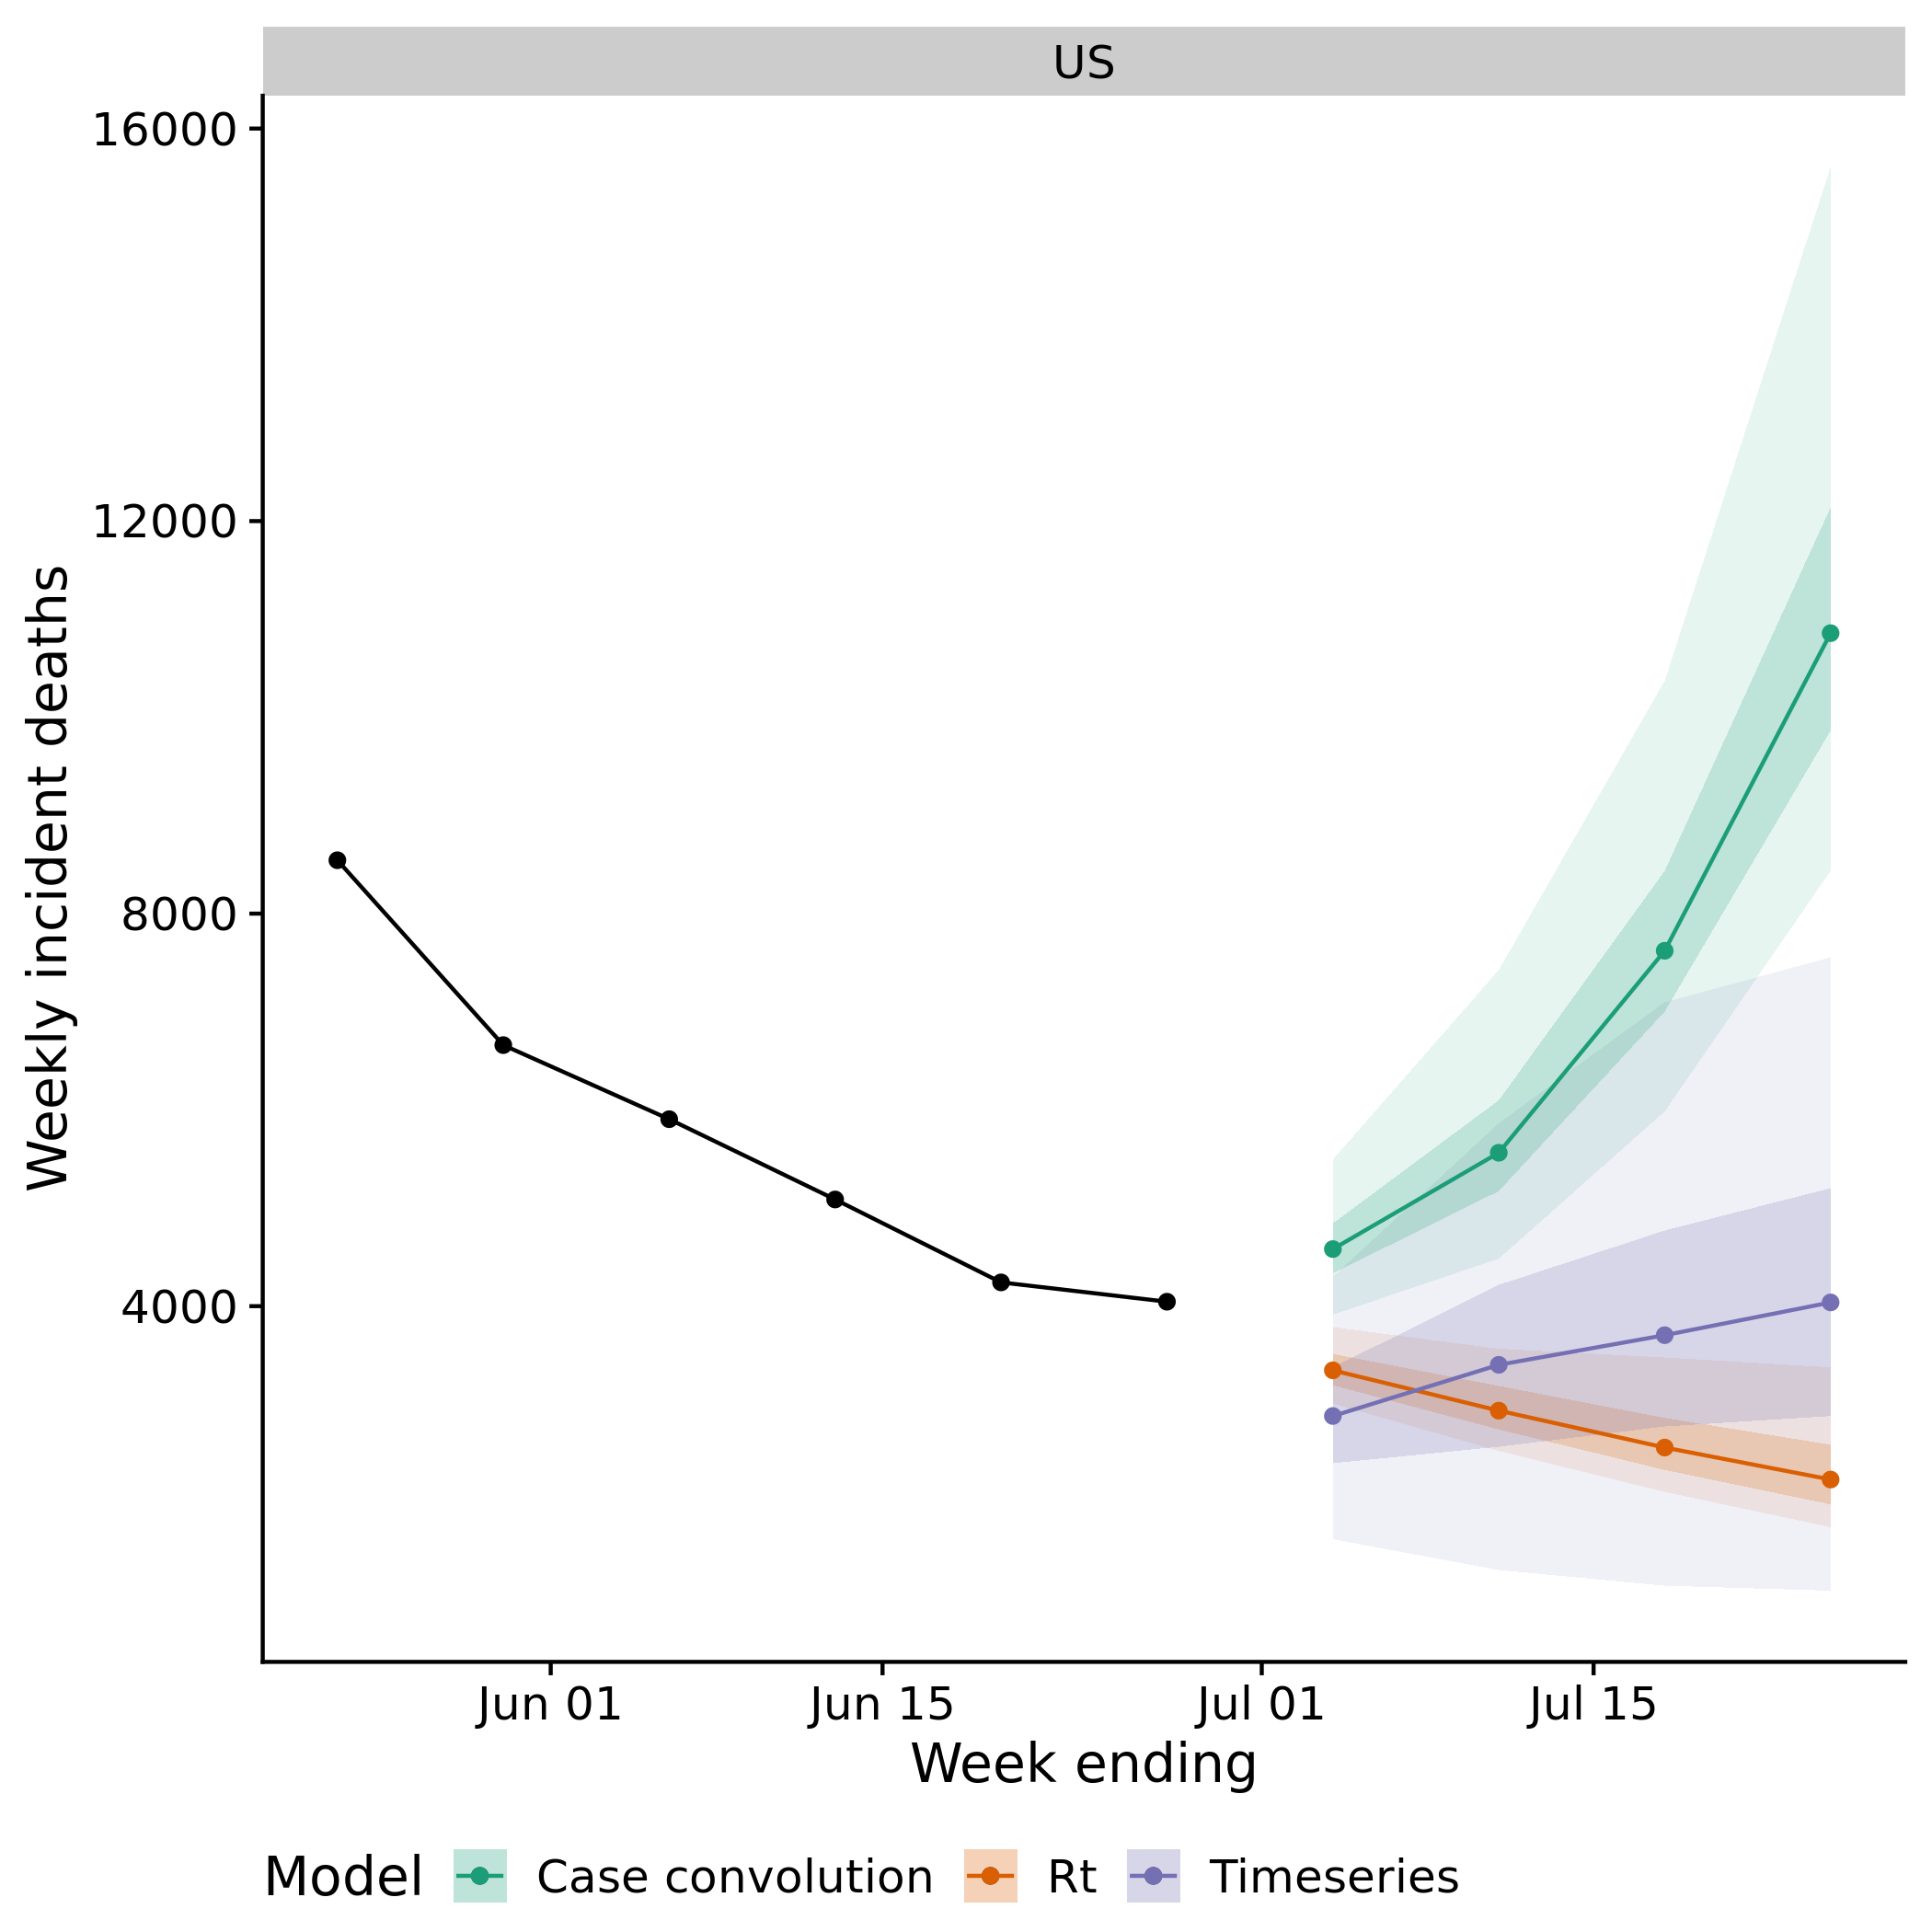 US
16000
12000
8000
4000
Weekly incident deaths
Jun 01 Jun 15 Jul 01 Jul 15
Week ending
Model Case convolution Rt Timeseries